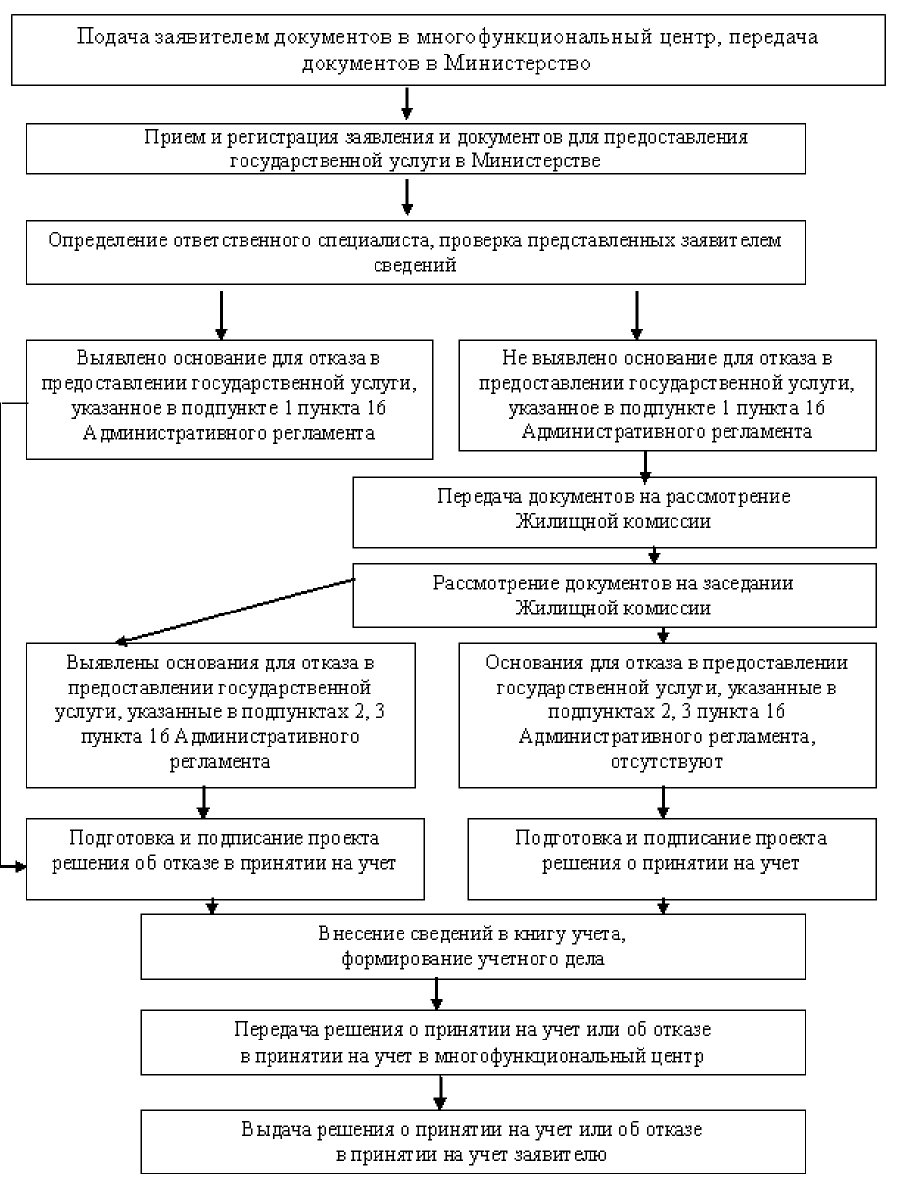 Подача заявителем документов в многофункциональный центр, передача
документов в Министерство
Прием и регистрация заявления и документов для предоставления
государственной услуги в Министерстве
Определение ответственного специалиста, проверка представленных заявителем
сведений
Выявлено основание для отказа в
предоставлении государственной услуги,
указанное в подпункте 1 пункта 16
Административного регламента
Не выявлено основание для отказа в
предоставлении государственной услуги,
указанное в подпункте 1 пункта 16
Административного регламента
Передача документов на рассмотрение
Жилищной комиссии
Рассмотрение документов на заседании
Жилищной комиссии
Выявлены основания для отказа в
предоставлении государственной
услуги, указанные в подпунктах 2, 3
пункта 16 Административного
регламента
Основания для отказа в предоставлении
государственной услуги, указанные в
подпунктах 2, 3 пункта 16
Административного регламента,
отсутствуют
Подготовка и подписание проекта
решения об отказе в принятии на учет
Подготовка и подписание проекта
решения о принятии на учет
Внесение сведений в книгу учета,
формирование учетного дела
Передача решения о принятии на учет или об отказе
в принятии на учет в многофункциональный центр
Выдача решения о принятии на учет или об отказе
в принятии на учет заявителю